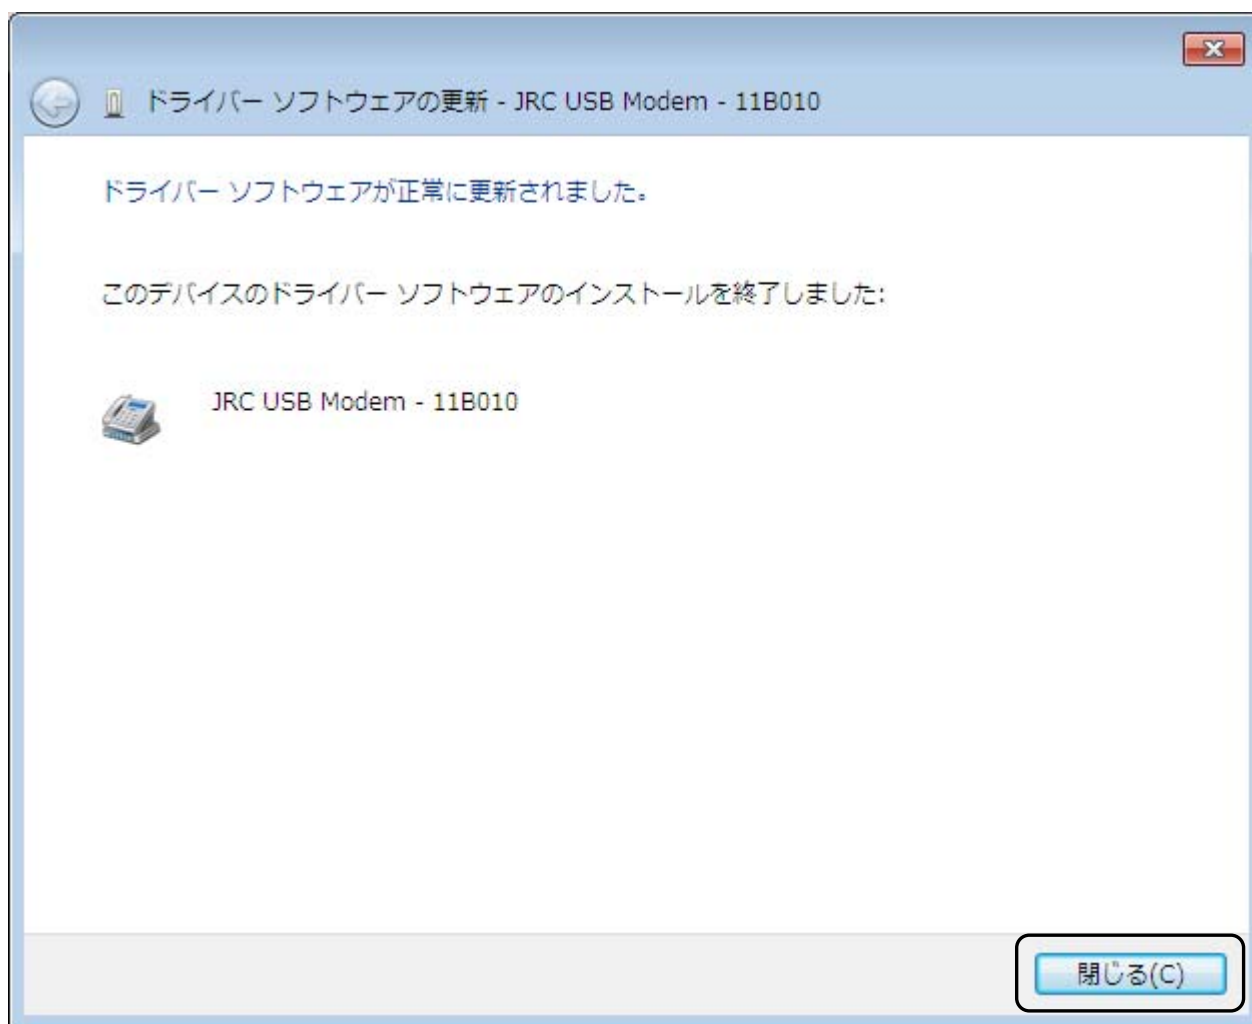 ドライバー ソフトウェアの更新 - JRC USB Modem - 11B010
ドライバー ソフトウェアが正常に更新されました。
このデバイスのドライバー ソフトウェアのインストールを終了しました:
JRC USB Modem - 11B010
閉じる(C)